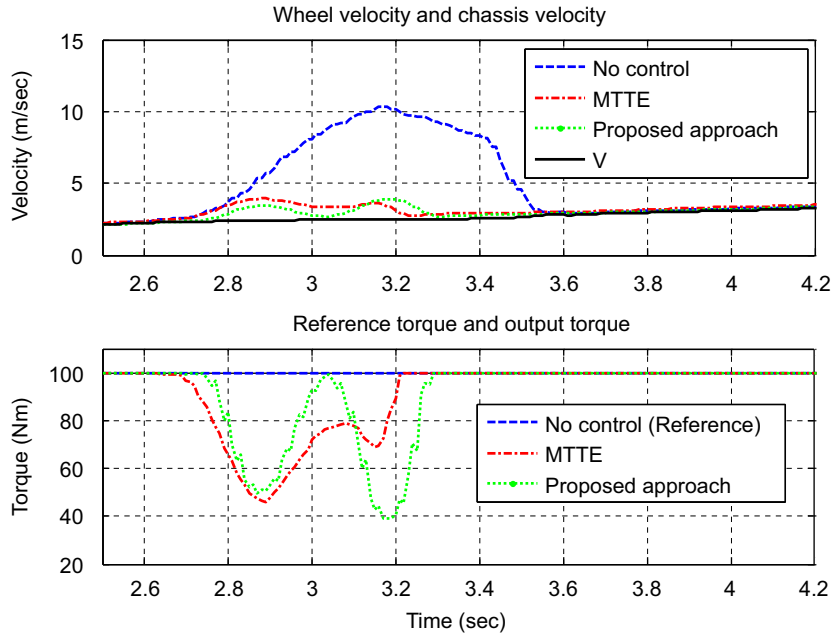 Wheel velocity and chassis velocity
Velocity (m/sec)
15
10
5
0
No control
MTTE
Proposed approach
V
2.6
2.8
3
3.2
3.4
3.6
3.8
4
4.2
Reference torque and output torque
Torque (Nm)
100
80
60
40
20
No control (Reference)
MTTE
Proposed approach
2.6
2.8
3
3.2
3.4
3.6
3.8
4
4.2
Time (sec)